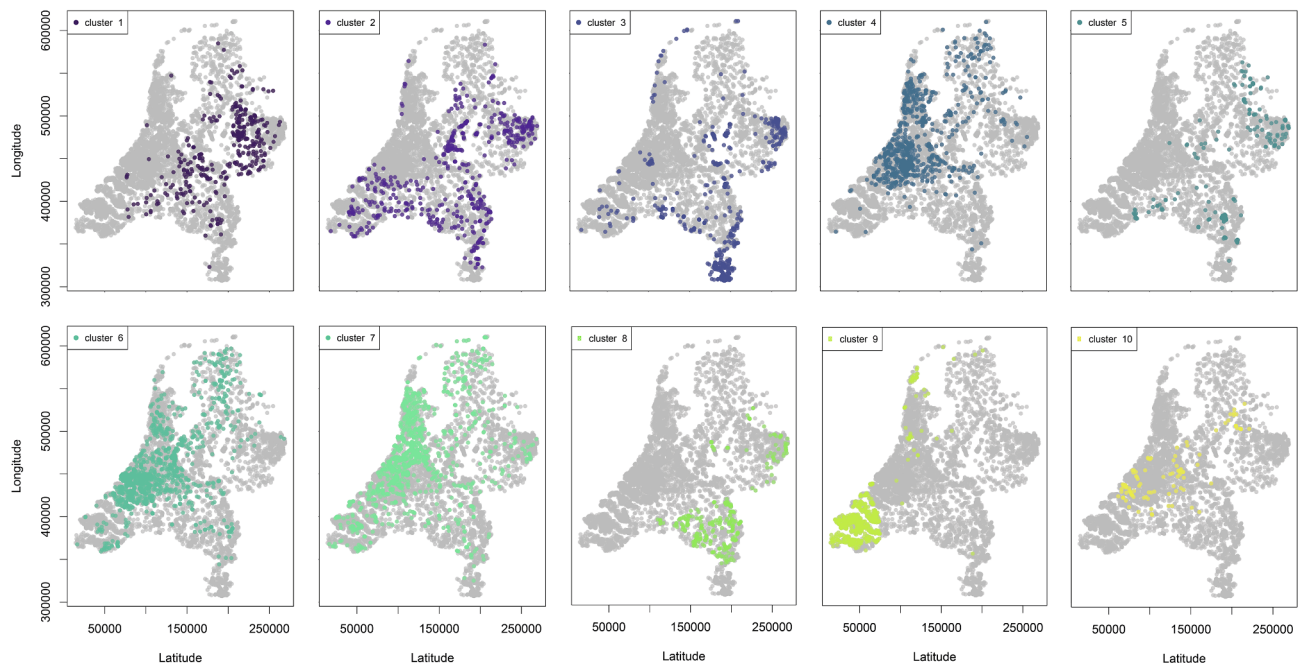 cluster 1
cluster 2
cluster 3
cluster 4
cluster 5
Longitude
600000
500000
400000
300000
cluster 6
cluster 7
cluster 8
cluster 9
cluster 10
Longitude
600000
500000
400000
300000
50000 150000 250000
50000 150000 250000
50000 150000 250000
50000 150000 250000
50000 150000 250000
Latitude
Latitude
Latitude
Latitude
Latitude